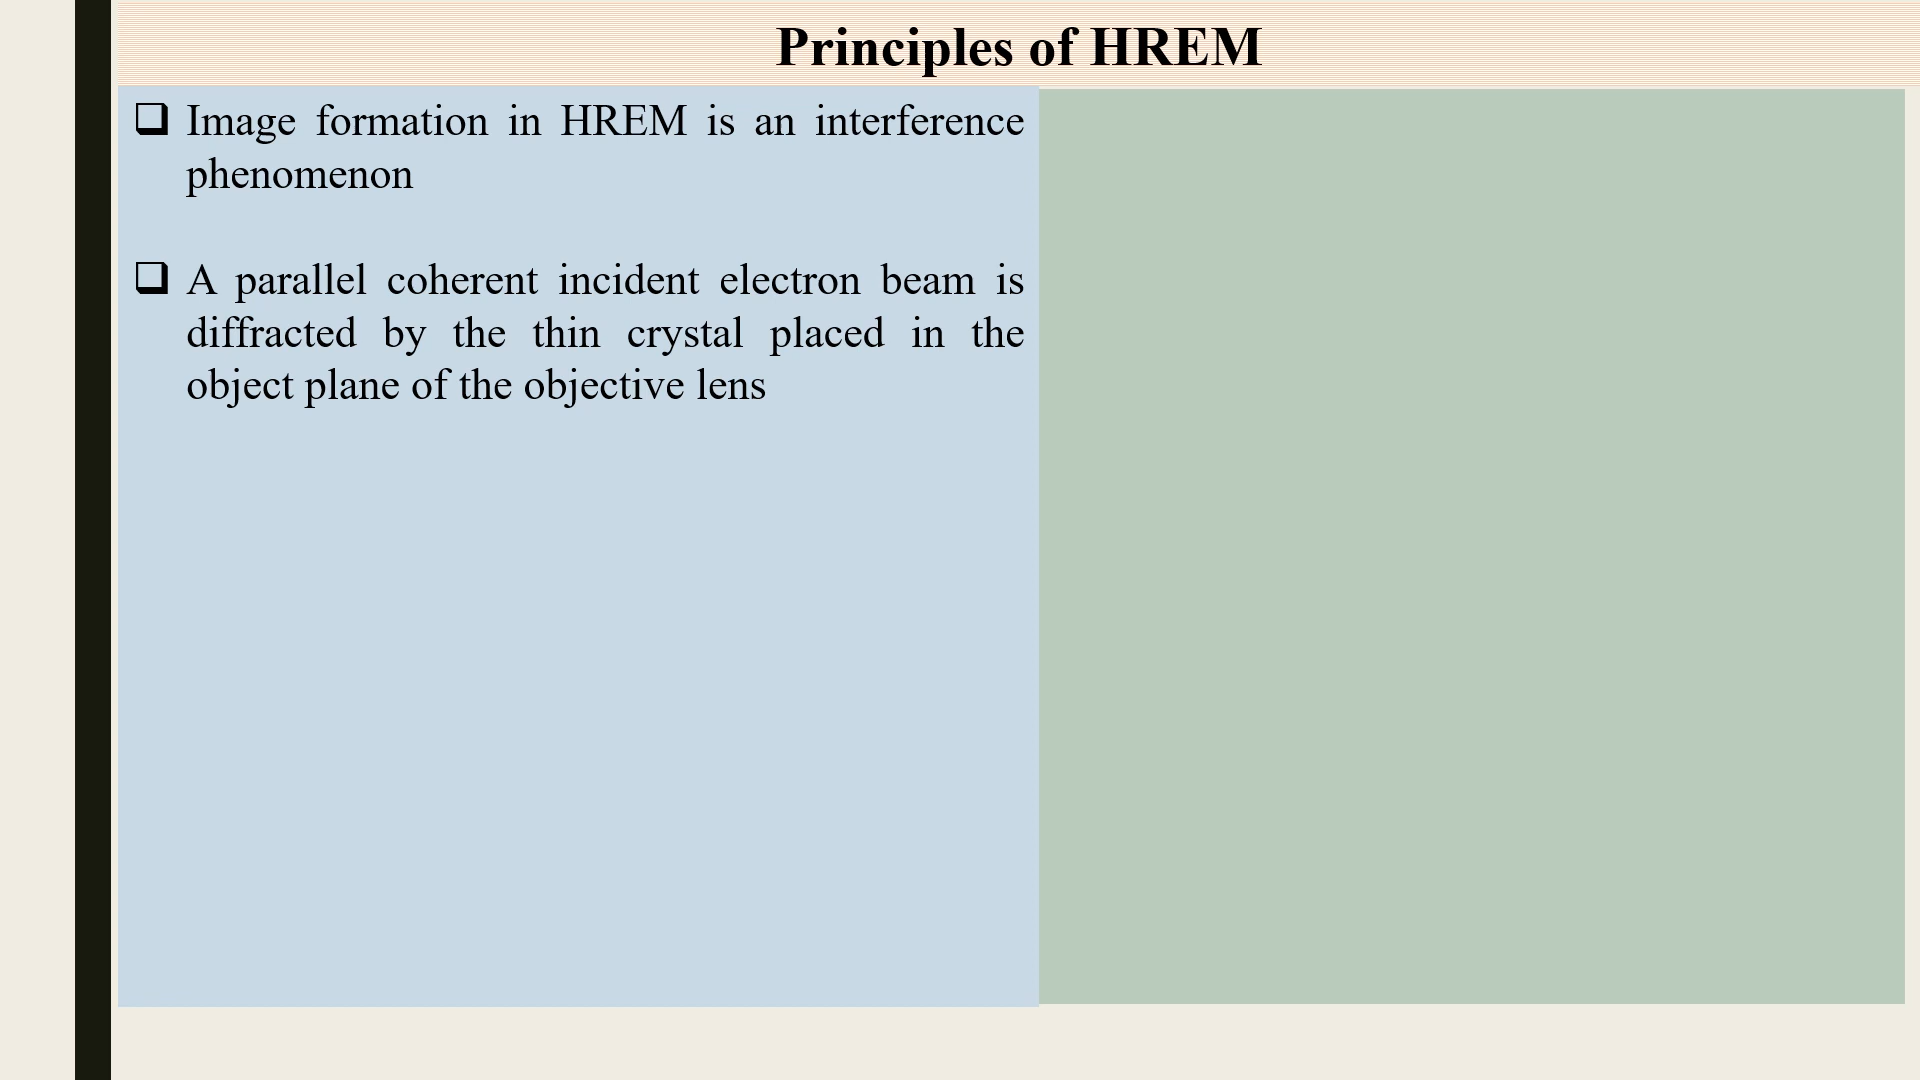 Principles of HREM
❑ Image formation in HREM is an interference
phenomenon
❑ A parallel coherent incident electron beam is
diffracted by the thin crystal placed in the
object plane of the objective lens